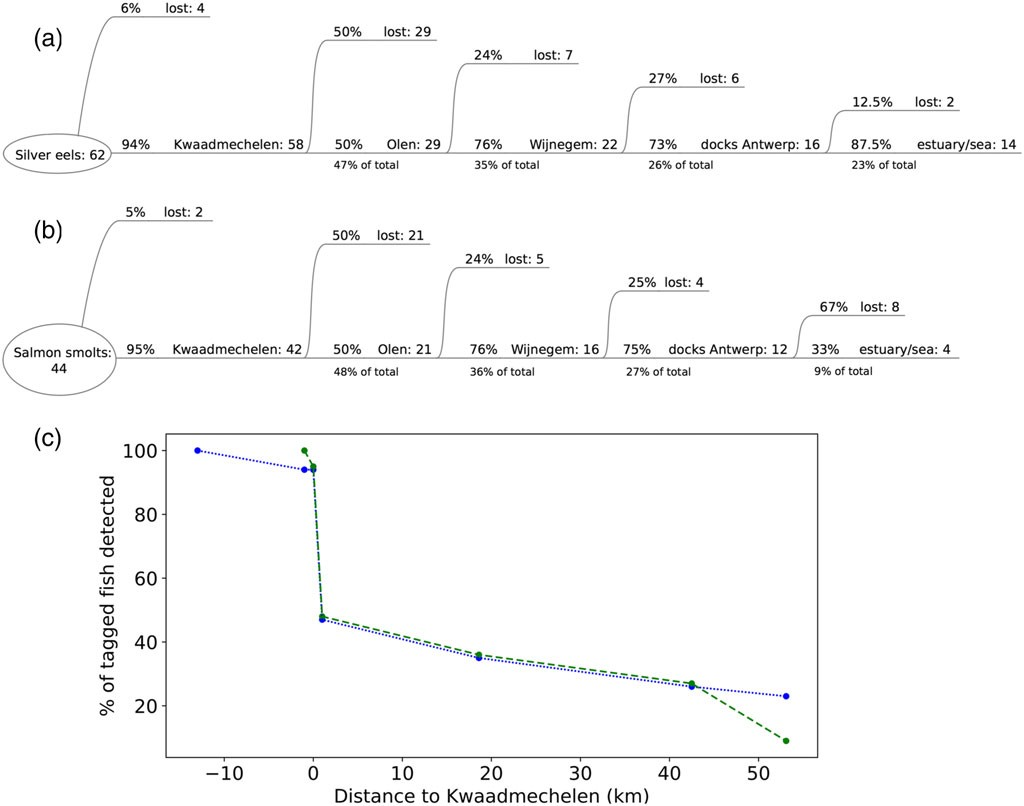 (a)
6% lost: 4
50% lost: 29
24% lost: 7
27% lost: 6
12.5% lost: 2
Silver eels: 62 94% Kwaadmechelen: 58 50% Olen: 29 76% Wijnegem: 22 73% docks Antwerp: 16 87.5% estuary/sea: 14
47% of total 35% of total 26% of total 23% of total
(b)
5% lost: 2
50% lost: 21
24% lost: 5
25% lost: 4
67% lost: 8
Salmon smolts:
44
95% Kwaadmechelen: 42 50% Olen: 21 76% Wijnegem: 16 75% docks Antwerp: 12 33% estuary/sea: 4
48% of total 36% of total 27% of total 9% of total
(c)
% of tagged fish detected
100
80
60
40
20
−10 0 10 20 30 40 50
Distance to Kwaadmechelen (km)